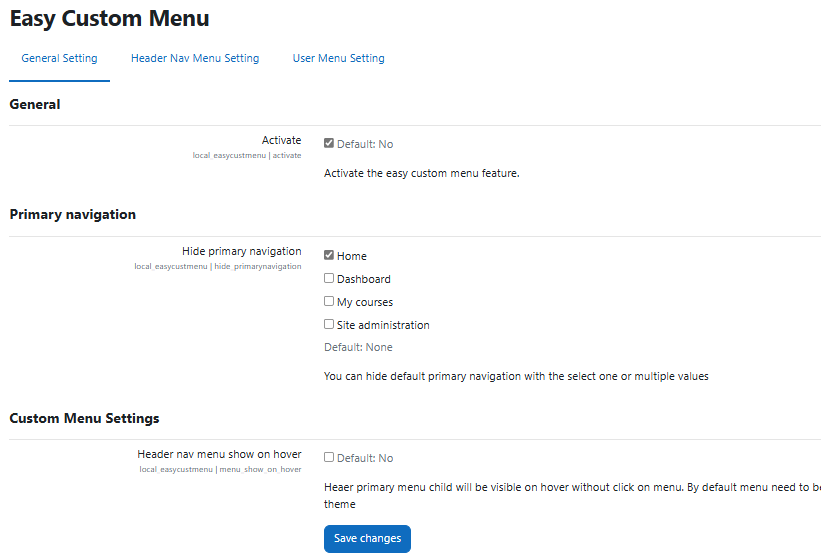 Easy Custom Menu
General Setting Header Nav Menu Setting User Menu Setting
General
Activate Default: No
local_easycustmenu | activate
Activate the easy custom menu feature.
Primary navigation
Hide primary navigation Home
local_easycustmenu | hide_primarynavigation
Dashboard
My courses
Site administration
Default: None
You can hide default primary navigation with the select one or multiple values
Custom Menu Settings
Header nav menu show on hover Default: No
local_easycustmenu | menu_show_on_hover
Heaer primary menu child will be visible on hover without click on menu. By default menu need to be
theme
Save changes